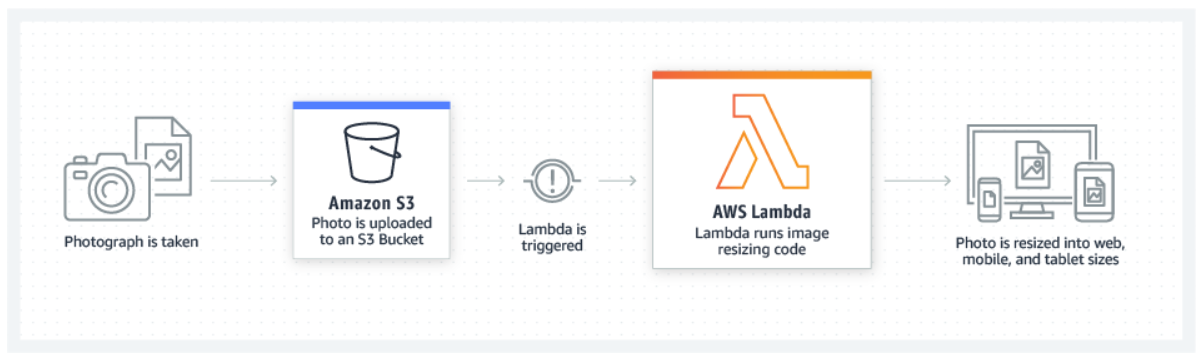 Photograph is taken
Amazon S3
Photo is uploaded
to an S3 Bucket
Lambda is
triggered
AWS Lambda
Lambda runs image
resizing code
Photo is resized into web,
mobile, and tablet sizes